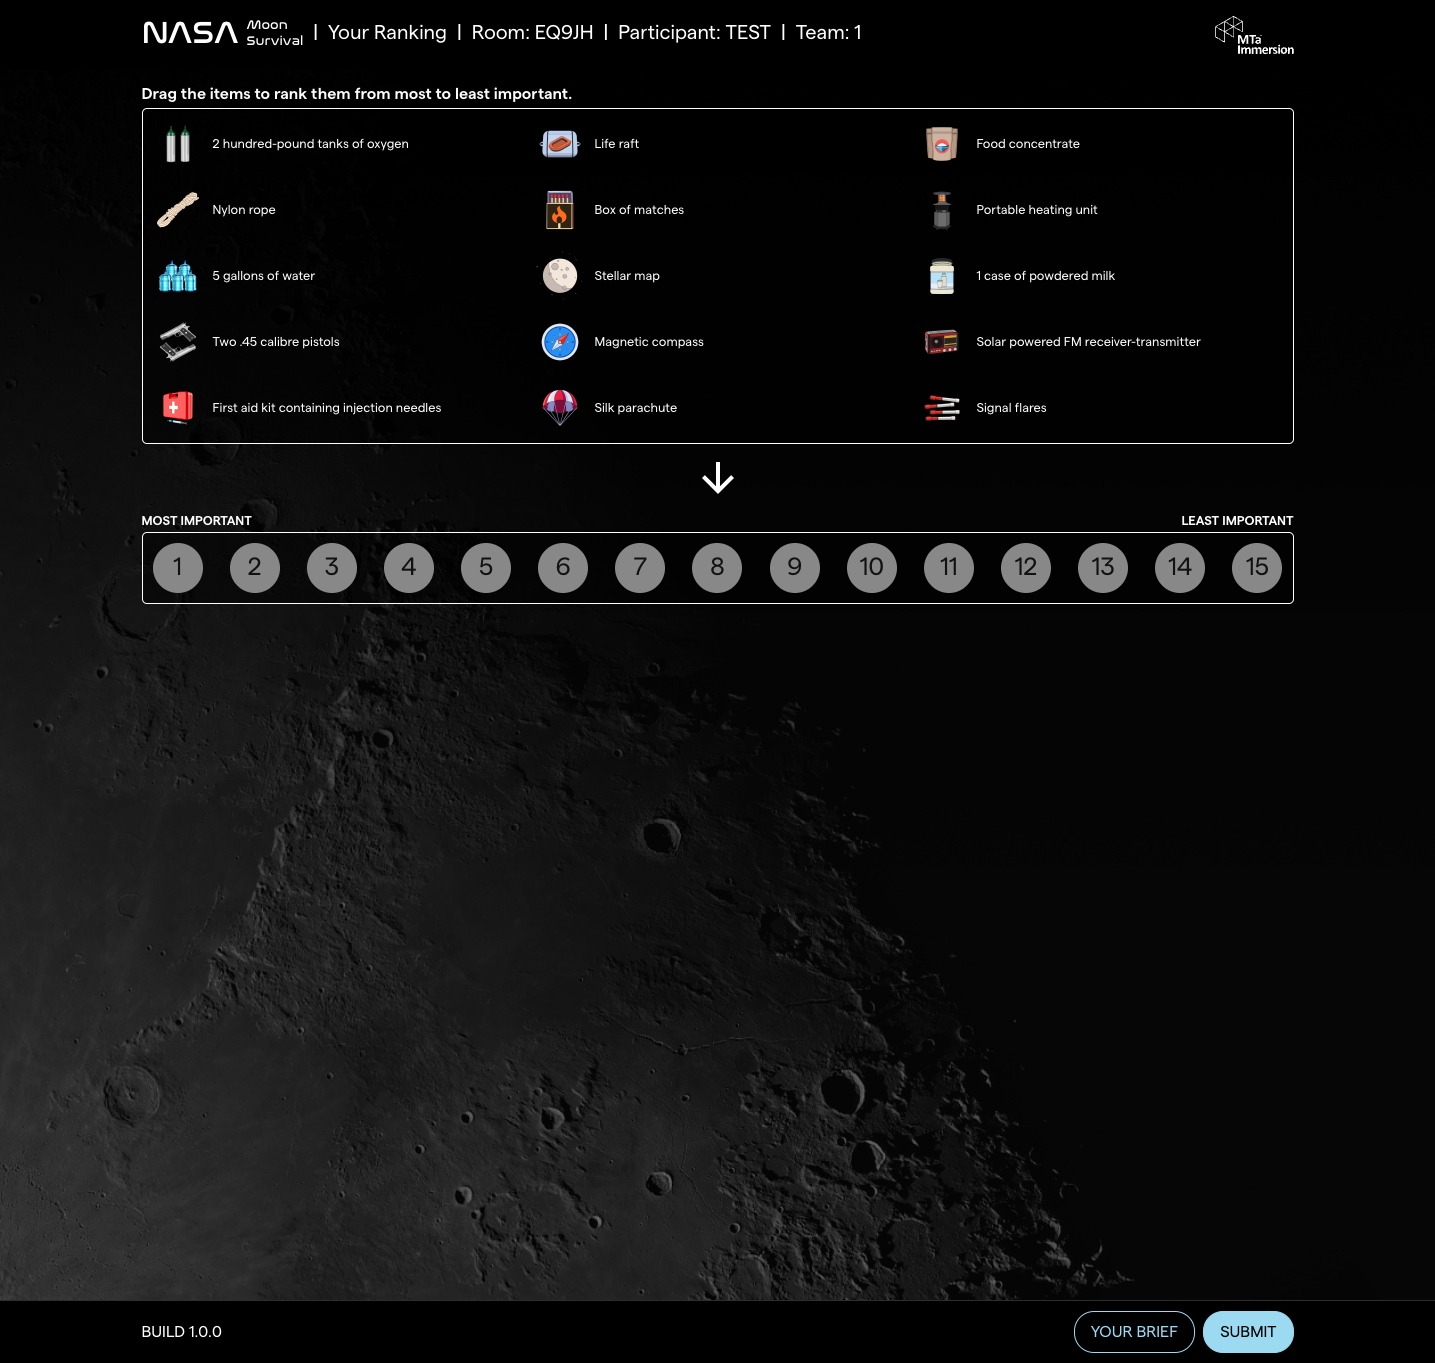 NASA Moon Survival | Your Ranking | Room: EQ9JH | Participant: TEST | Team: 1
MTa Immersion
Drag the items to rank them from most to least important.
2 hundred-pound tanks of oxygen
Life raft
Food concentrate
Nylon rope
Box of matches
Portable heating unit
5 gallons of water
Stellar map
1 case of powdered milk
Two .45 calibre pistols
Magnetic compass
Solar powered FM receiver-transmitter
First aid kit containing injection needles
Silk parachute
Signal flares
MOST IMPORTANT
LEAST IMPORTANT
1 2 3 4 5 6 7 8 9 10 11 12 13 14 15
BUILD 1.0.0
YOUR BRIEF
SUBMIT